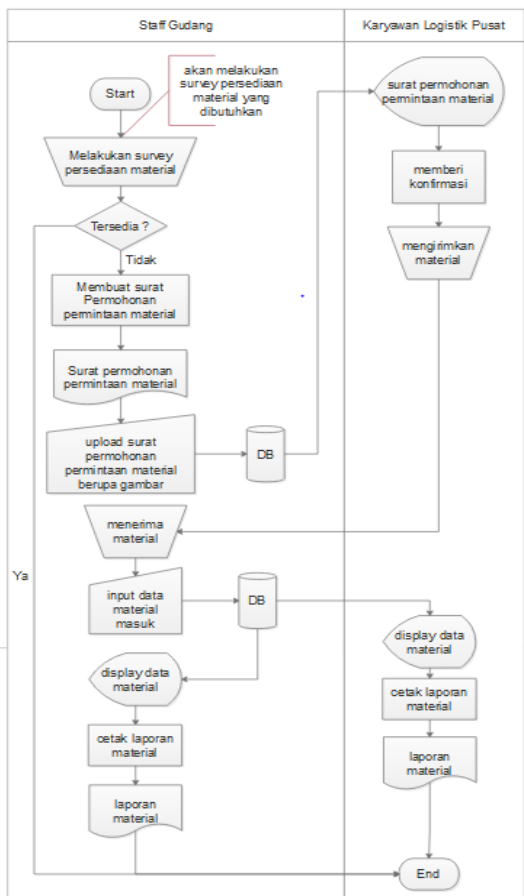 Staff Gudang
Karyawan Logistik Pusat
Start
akan melakukan
survey persediaan
material yang
dibutuhkan
surat permohonan
permintaan material
Melakukan survey
persediaan material
memberi
konfirmasi
Tersedia ?
mengirimkan
material
Tidak
Membuat surat
Permohonan
permintaan material
Surat permohonan
permintaan material
upload surat
permohonan
permintaan material
berupa gambar
DB
menerima
material
Ya
input data
material
masuk
DB
display data
material
display data
material
cetak laporan
material
cetak laporan
material
laporan
material
laporan
material
End